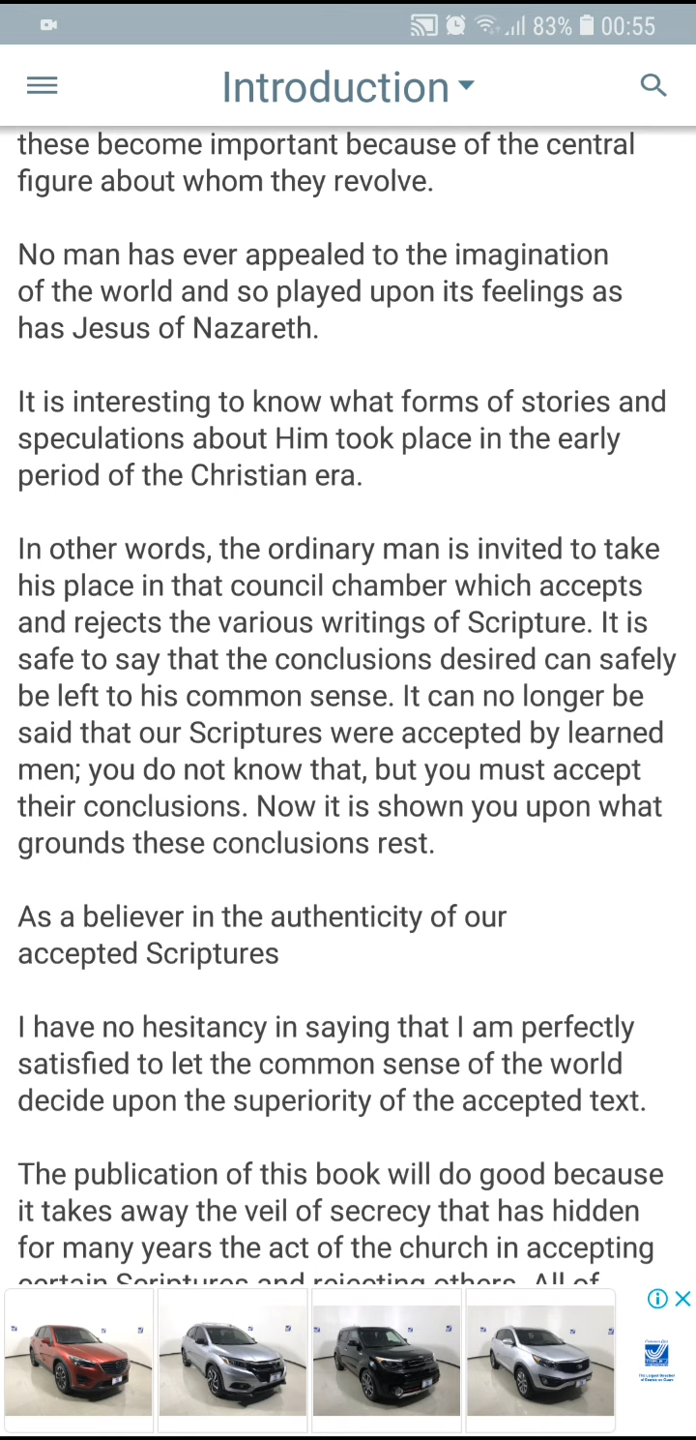 83% 00:55
Introduction
these become important because of the central
figure about whom they revolve.
No man has ever appealed to the imagination
of the world and so played upon its feelings as
has Jesus of Nazareth.
It is interesting to know what forms of stories and
speculations about Him took place in the early
period of the Christian era.
In other words, the ordinary man is invited to take
his place in that council chamber which accepts
and rejects the various writings of Scripture. It is
safe to say that the conclusions desired can safely
be left to his common sense. It can no longer be
said that our Scriptures were accepted by learned
men; you do not know that, but you must accept
their conclusions. Now it is shown you upon what
grounds these conclusions rest.
As a believer in the authenticity of our
accepted Scriptures
I have no hesitancy in saying that I am perfectly
satisfied to let the common sense of the world
decide upon the superiority of the accepted text.
The publication of this book will do good because
it takes away the veil of secrecy that has hidden
for many years the act of the church in accepting
certain Scriptures and rejecting others. All of